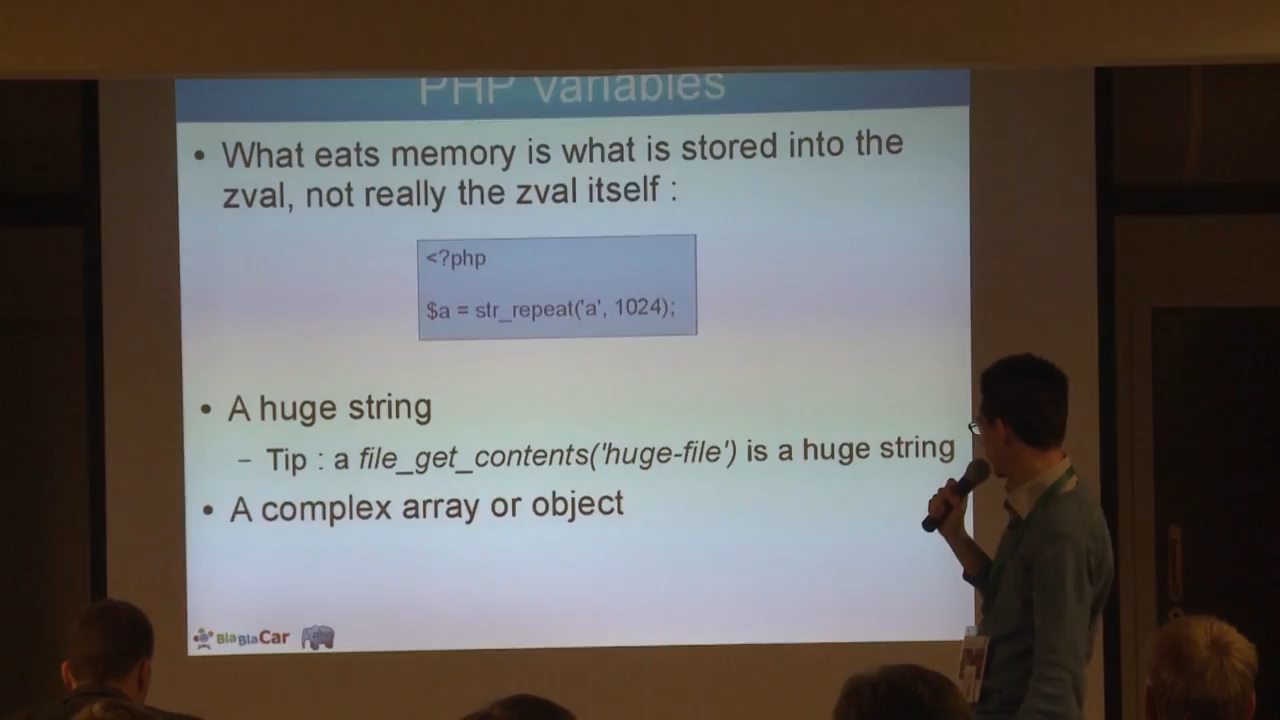 PHP variables
• What eats memory is what is stored into the
zval, not really the zval itself :
<?php
$a = str_repeat('a', 1024);
• A huge string
– Tip : a file_get_contents('huge-file') is a huge string
• A complex array or object
BlaBlaCar